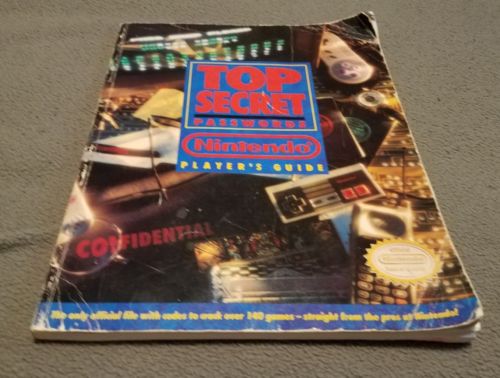 TOP
SECRET
PASSWORDS
Nintendo
PLAYER'S GUIDE
CONFIDENTIAL
The only official file with codes to crack over 140 games – straight from the pros at Nintendo!